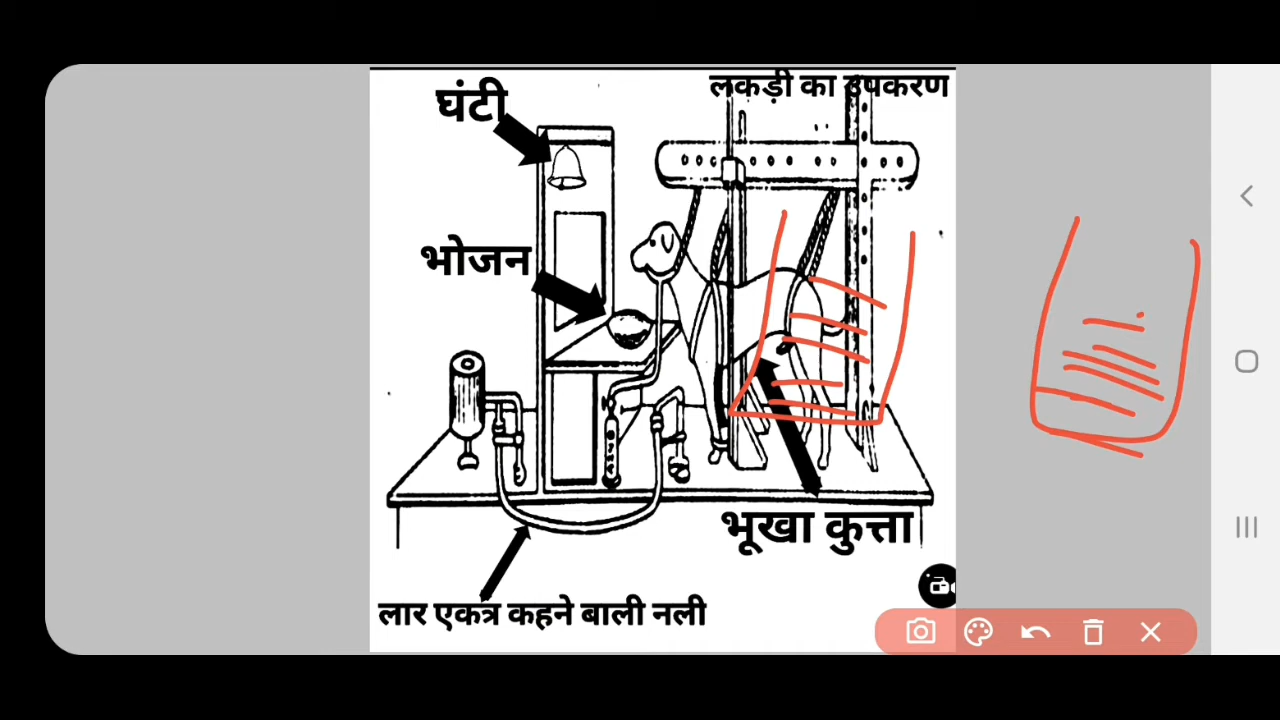 घंटी
लकड़ी का उपकरण
भोजन
भूखा कुत्ता
लार एकत्र कहने बाली नली